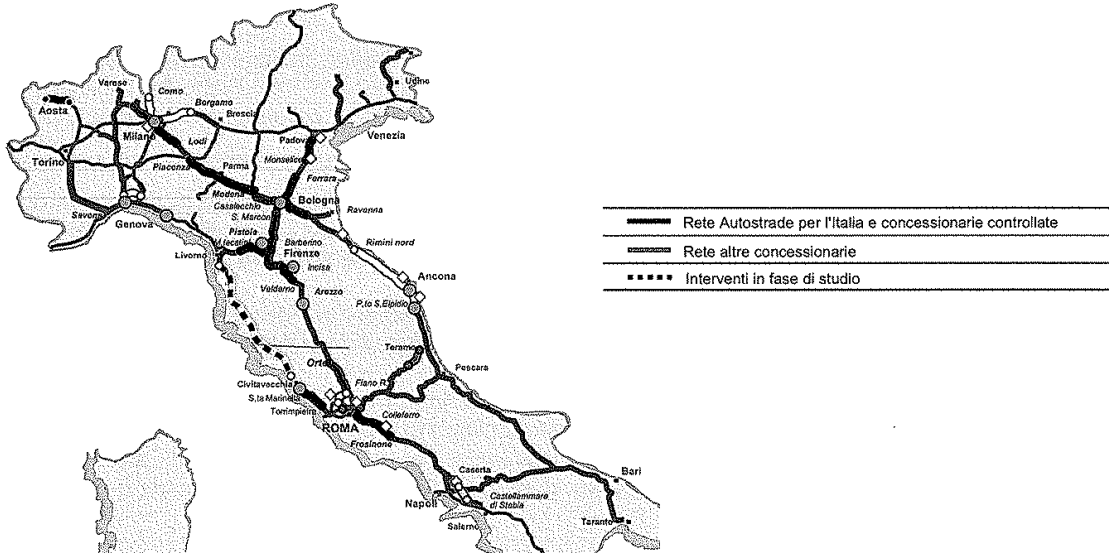 Udine
Varese
Como
Bergamo
Aosta
Brescia
Milano
Padova
Venezia
Lodi
Monselice
Torino
Piacenza
Parma
Ferrara
Modena
Casalecchio
Bologna
S. Marcon
Ravenna
Savona
Genova
Pistoia
Barberino
Rimini nord
Firenze
Livorno
Incisa
Ancona
Valdarno
Arezzo
P.to S.Elpidio
Teramo
Orte
Pescara
Civitavecchia
Fiano R.
S.ta Marinella
Torrimpietra
Colleferro
ROMA
Frosinone
Caserta
Bari
Napoli
Castellammare
di Stabia
Salerno
Taranto
Rete Autostrade per l'Italia e concessionarie controllate
Rete altre concessionarie
Interventi in fase di studio